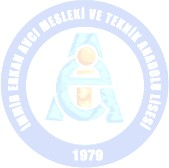 İZMİR ERKAN AVCI MESLEKİ VE TEKNİK ANADOLU LİSESİ
1979